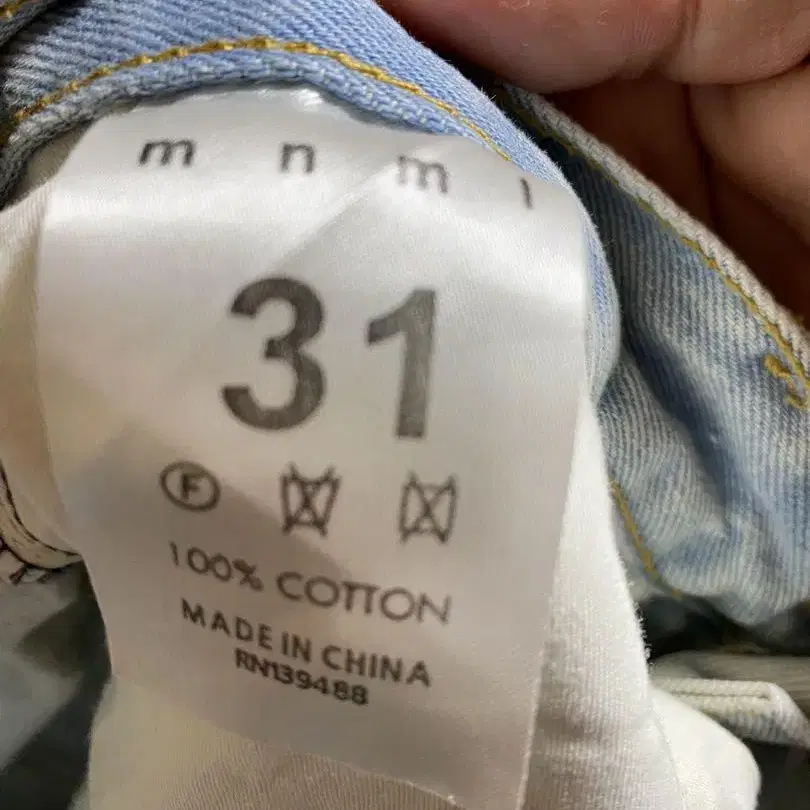 m n m l
31
F
100% COTTON
MADE IN CHINA
RN139488